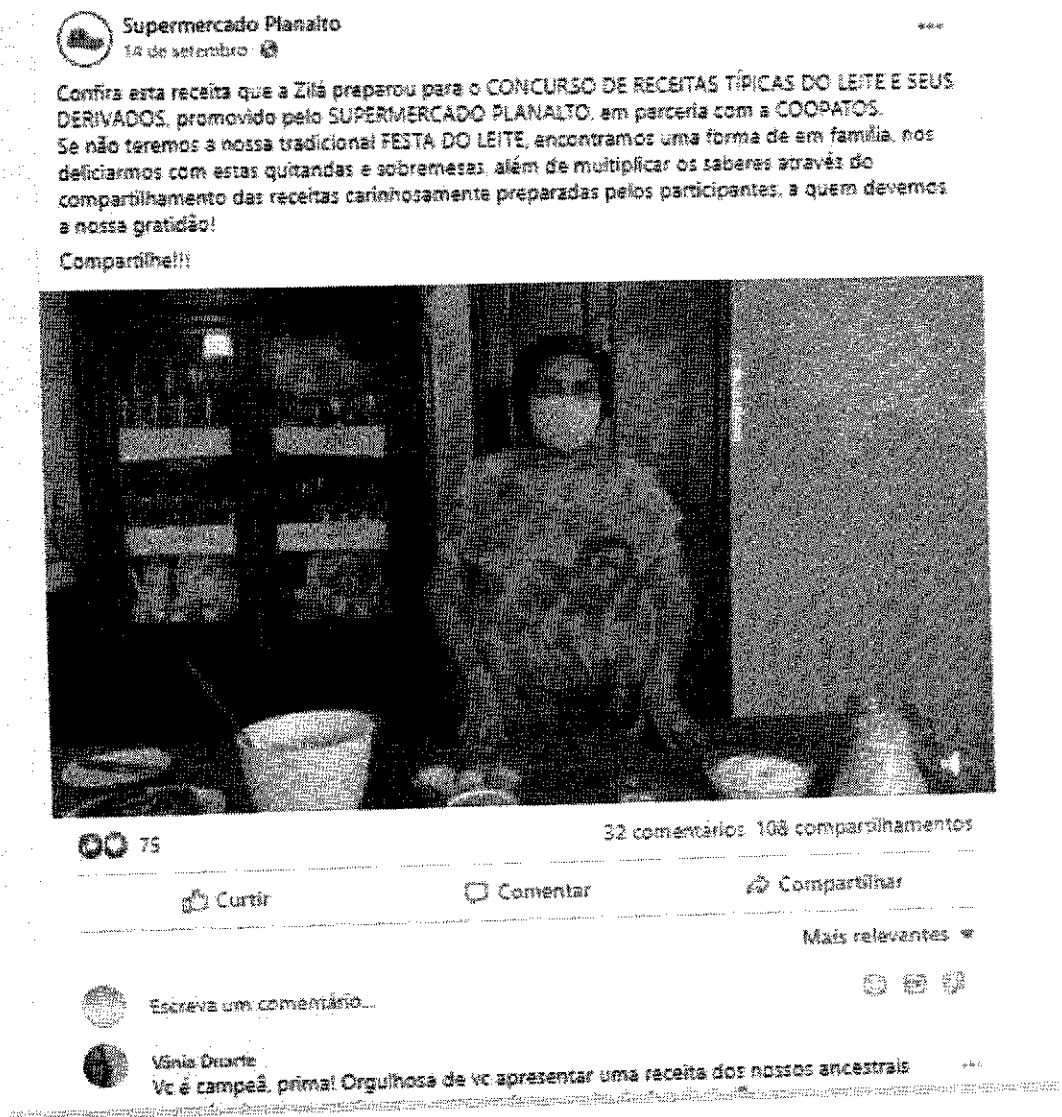 Supermercado Planalto
14 de setembro
Confira esta receita que a Zilá preparou para o CONCURSO DE RECEITAS TÍPICAS DO LEITE E SEUS
DERIVADOS, promovido pelo SUPERMERCADO PLANALTO, em parceria com a COOPATOS.
Se não teremos a nossa tradicional FESTA DO LEITE, encontramos uma forma de em família, nos
deliciarmos com estas quitandas e sobremesas, além de multiplicar os saberes através do
compartilhamento das receitas carinhosamente preparadas pelos participantes, a quem devemos
a nossa gratidão!
Compartilhe!!!
75
32 comentários 108 compartilhamentos
Curtir Comentar Compartilhar
Mais relevantes
Escreva um comentário...
Vânia Duarte
Vc é campeã, prima! Orgulhosa de vc apresentar uma receita dos nossos ancestrais